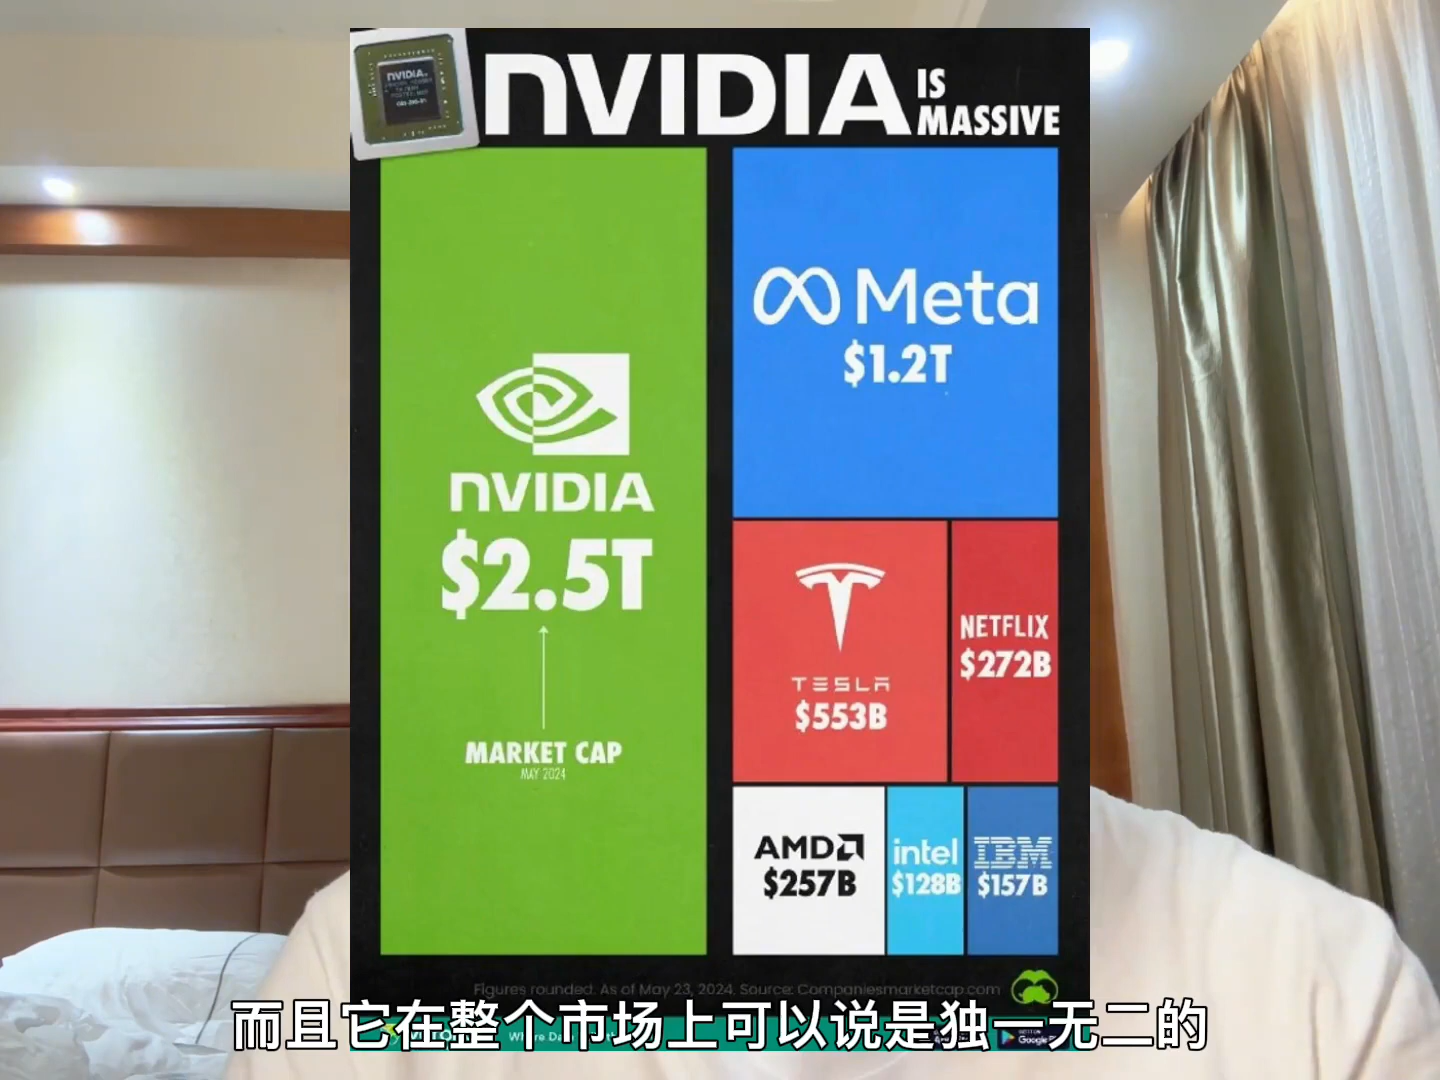 NVIDIA.
NVIDIA IS MASSIVE
NVIDIA
$2.5T
MARKET CAP
MAY 2024
Meta
$1.2T
TESLA
$553B
NETFLIX
$272B
AMD
$257B
intel
$128B
IBM
$157B
Figures rounded. As of May 23, 2024. Source: Companiesmarketcap.com
而且它在整个市场上可以说是独一无二的